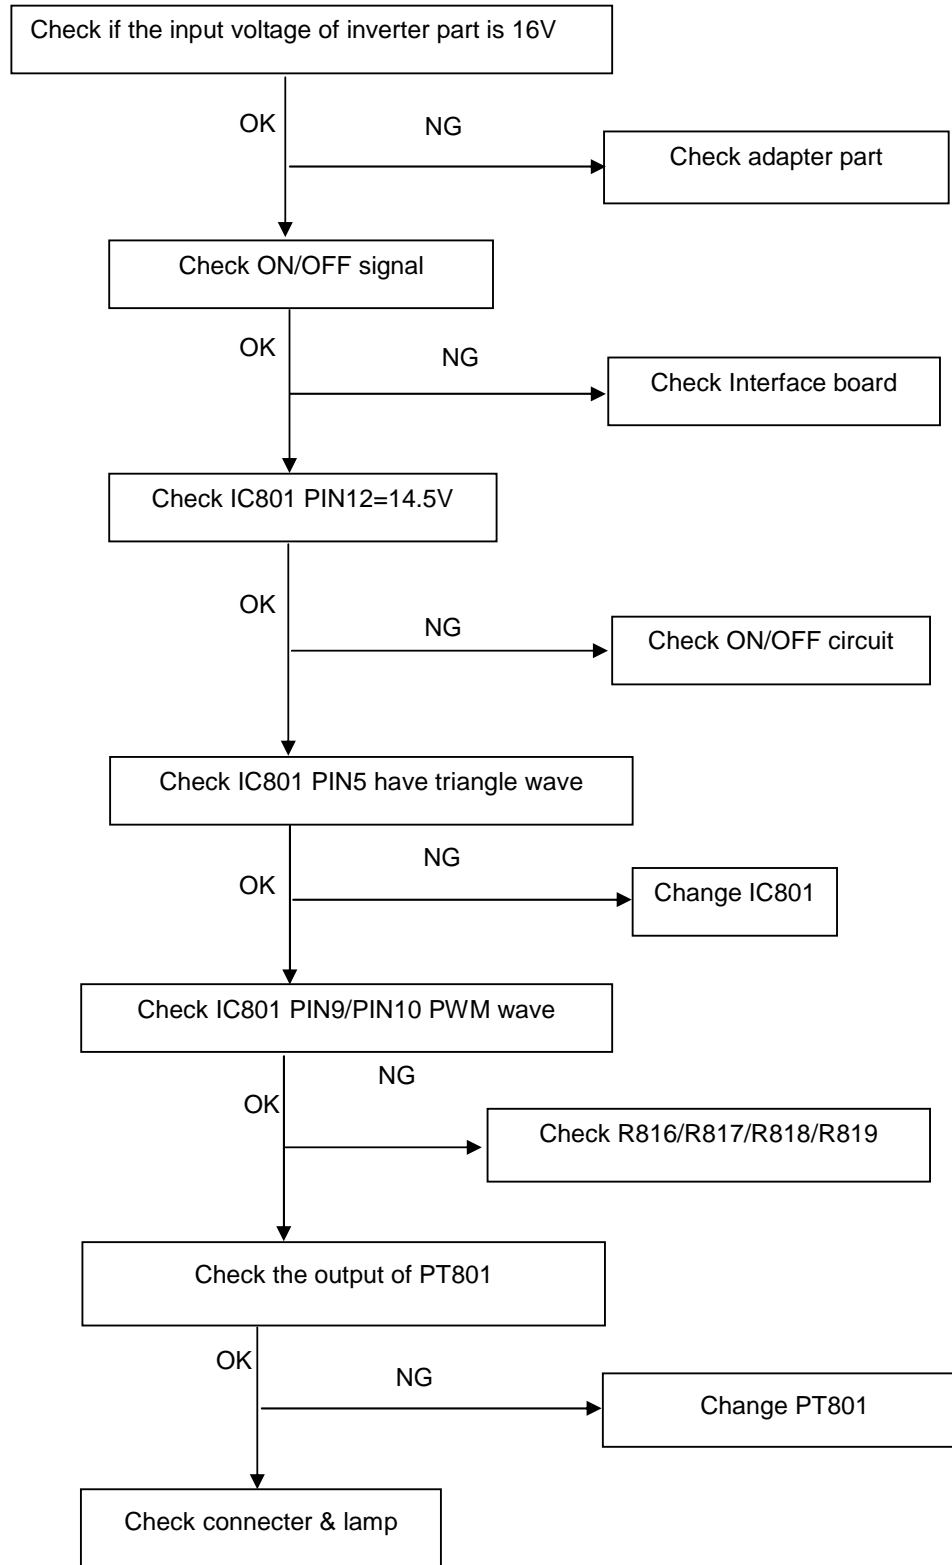 Check if the input voltage of inverter part is 16V
OK
NG
Check adapter part
Check ON/OFF signal
OK
NG
Check Interface board
Check IC801 PIN12=14.5V
OK
NG
Check ON/OFF circuit
Check IC801 PIN5 have triangle wave
NG
OK
Change IC801
Check IC801 PIN9/PIN10 PWM wave
NG
OK
Check R816/R817/R818/R819
Check the output of PT801
OK
NG
Change PT801
Check connecter & lamp